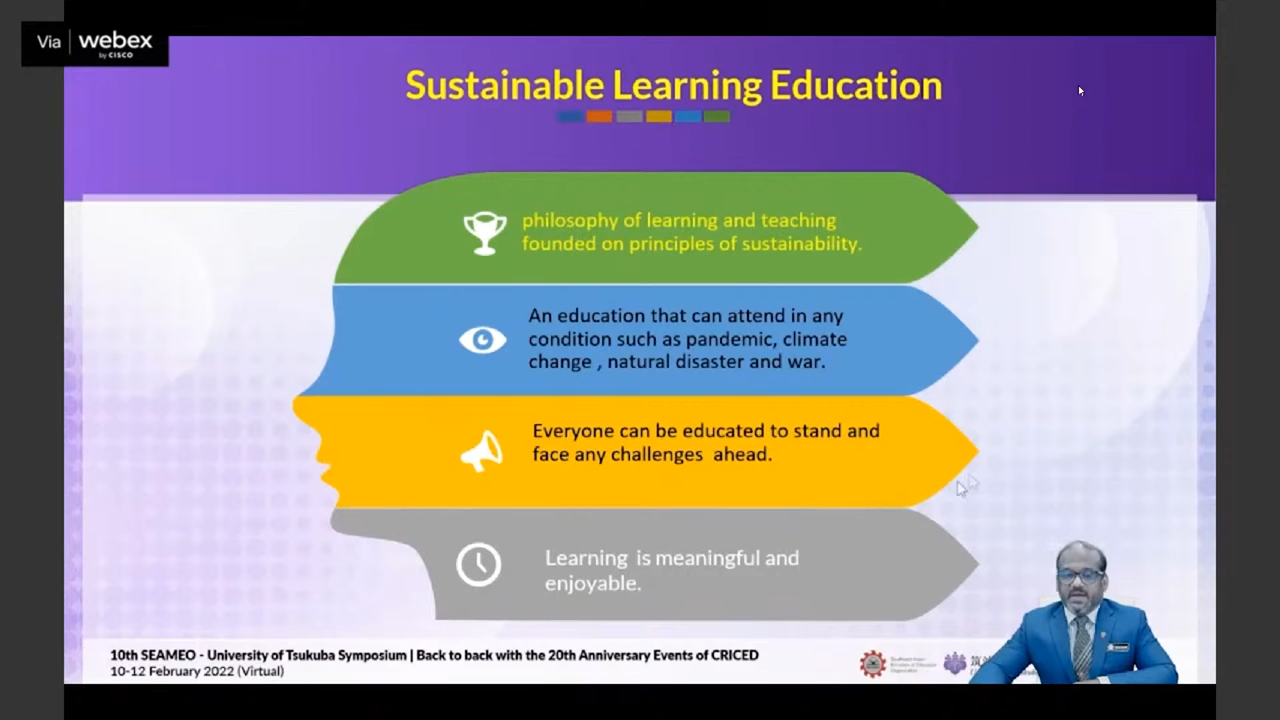 Via webex
by CISCO
Sustainable Learning Education
philosophy of learning and teaching
founded on principles of sustainability.
An education that can attend in any
condition such as pandemic, climate
change , natural disaster and war.
Everyone can be educated to stand and
face any challenges ahead.
Learning is meaningful and
enjoyable.
10th SEAMEO - University of Tsukuba Symposium | Back to back with the 20th Anniversary Events of CRICED
10-12 February 2022 (Virtual)